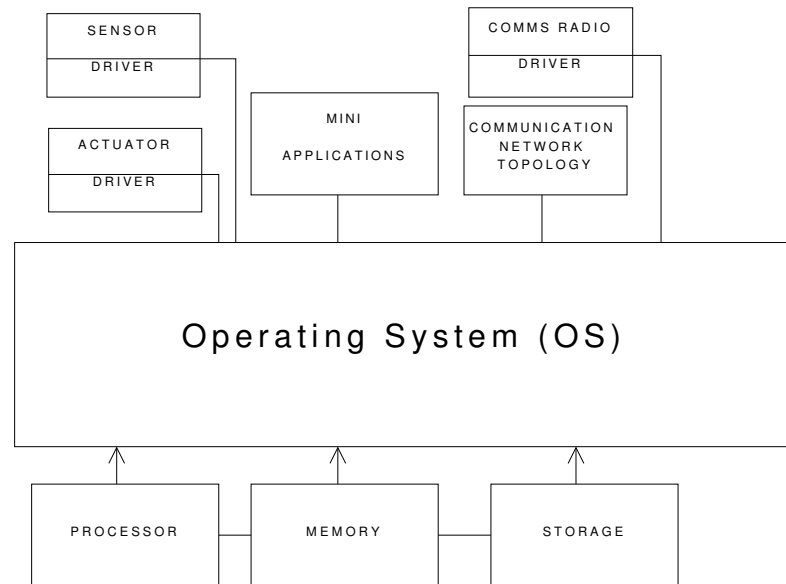 SENSOR
DRIVER
COMMS RADIO
DRIVER
MINI
APPLICATIONS
COMMUNICATION
NETWORK
TOPOLOGY
ACTUATOR
DRIVER
Operating System (OS)
PROCESSOR
MEMORY
STORAGE